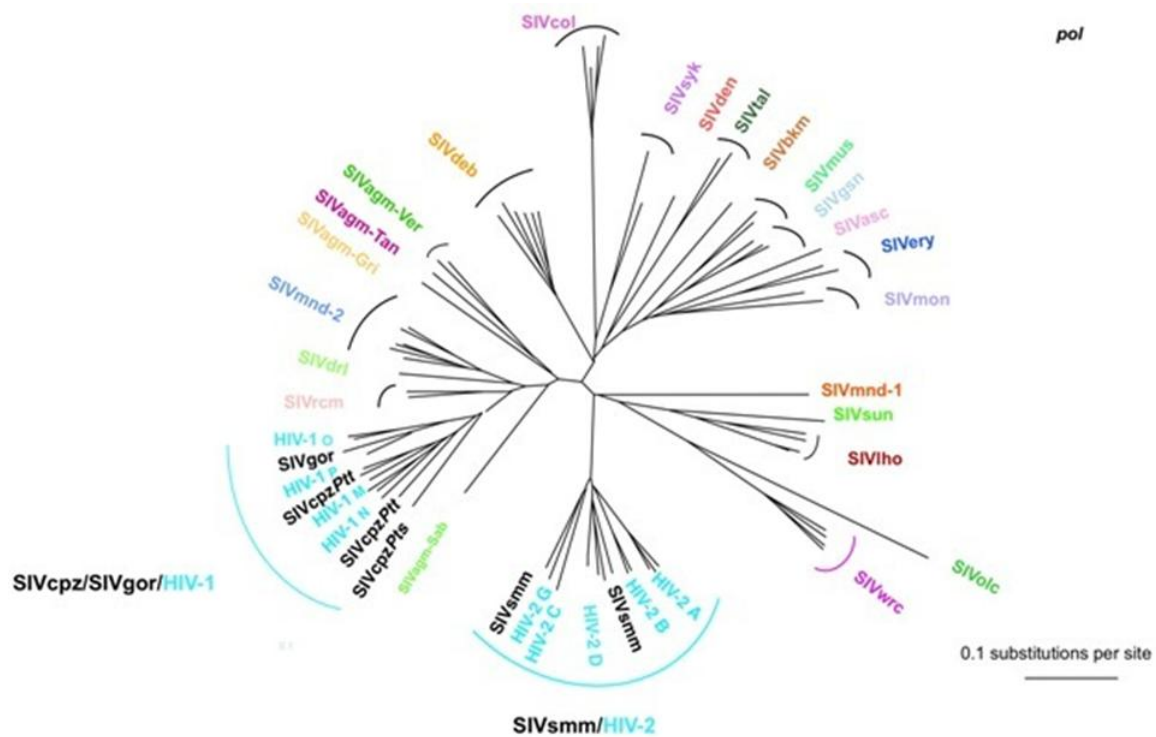 SIVcol
pol
SIVsyk
SIVden
SIVtal
SIVbkm
SIVmus
SIVgsn
SIVasc
SIVery
SIVmon
SIVdeb
SIVagm-Ver
SIVagm-Tan
SIVagm-Gri
SIVmnd-2
SIVdrl
SIVrcm
SIVmnd-1
SIVsun
SIVlho
HIV-1 O
SIVgor
HIV-1 P
SIVcpzPtt
HIV-1 M
HIV-1 N
SIVcpzPtt
SIVcpzPts
SIVagm-Sab
SIVcpz/SIVgor/HIV-1
SIVsmm
HIV-2 G
HIV-2 C
HIV-2 D
SIVsmm
HIV-2 B
HIV-2 A
SIVwrc
SIVolc
0.1
0.1 substitutions per site
SIVsmm/HIV-2